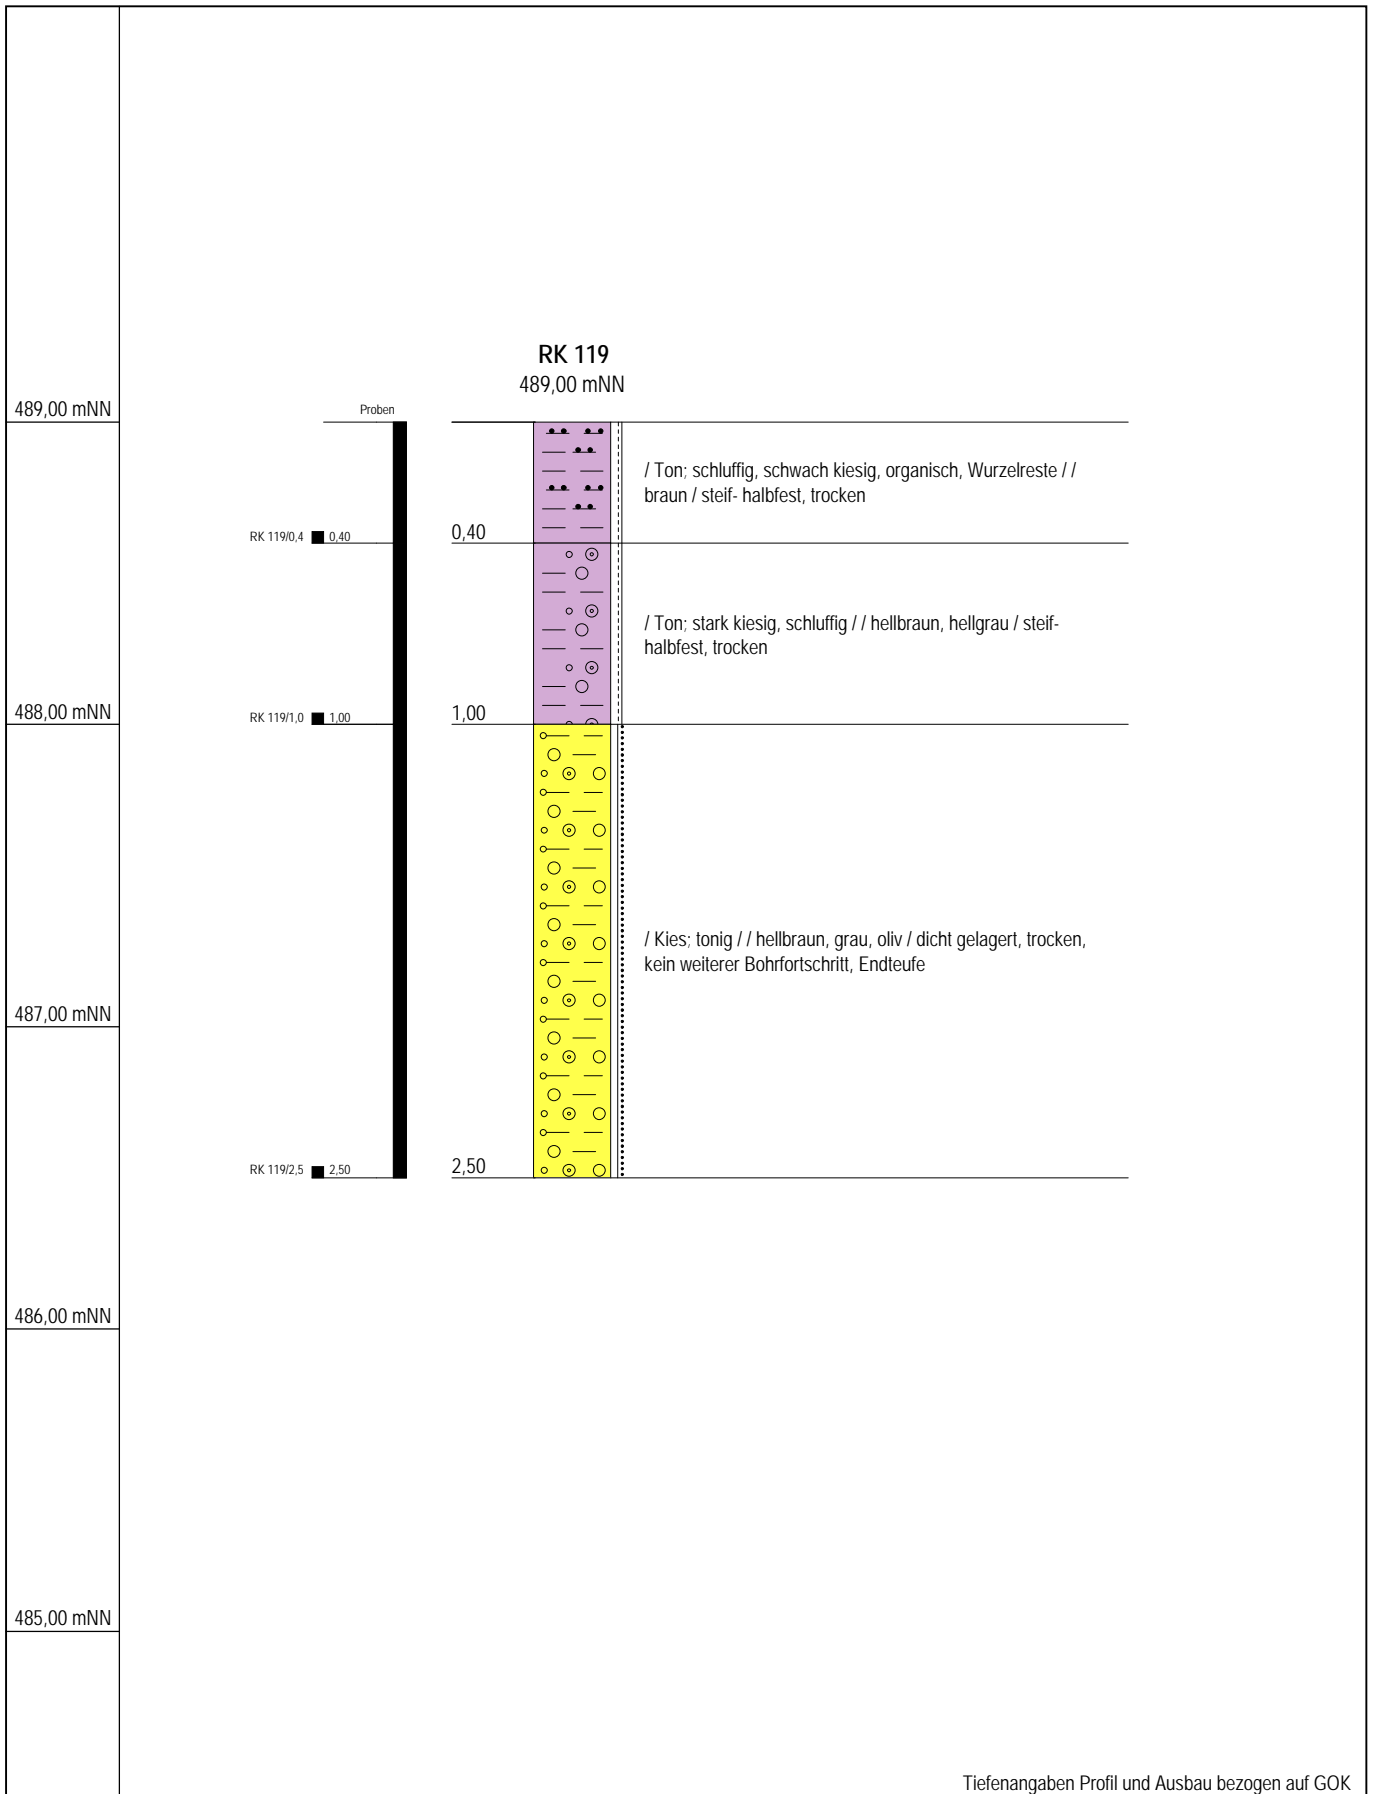 RK 119
489,00 mNN
489,00 mNN
Proben
/ Ton; schluffig, schwach kiesig, organisch, Wurzelreste / /
braun / steif- halbfest, trocken
RK 119/0,4 0,40
0,40
/ Ton; stark kiesig, schluffig / / hellbraun, hellgrau / steif-
halbfest, trocken
488,00 mNN
RK 119/1,0 1,00
1,00
/ Kies; tonig / / hellbraun, grau, oliv / dicht gelagert, trocken,
kein weiterer Bohrfortschritt, Endteufe
487,00 mNN
RK 119/2,5 2,50
2,50
486,00 mNN
485,00 mNN
Tiefenangaben Profil und Ausbau bezogen auf GOK